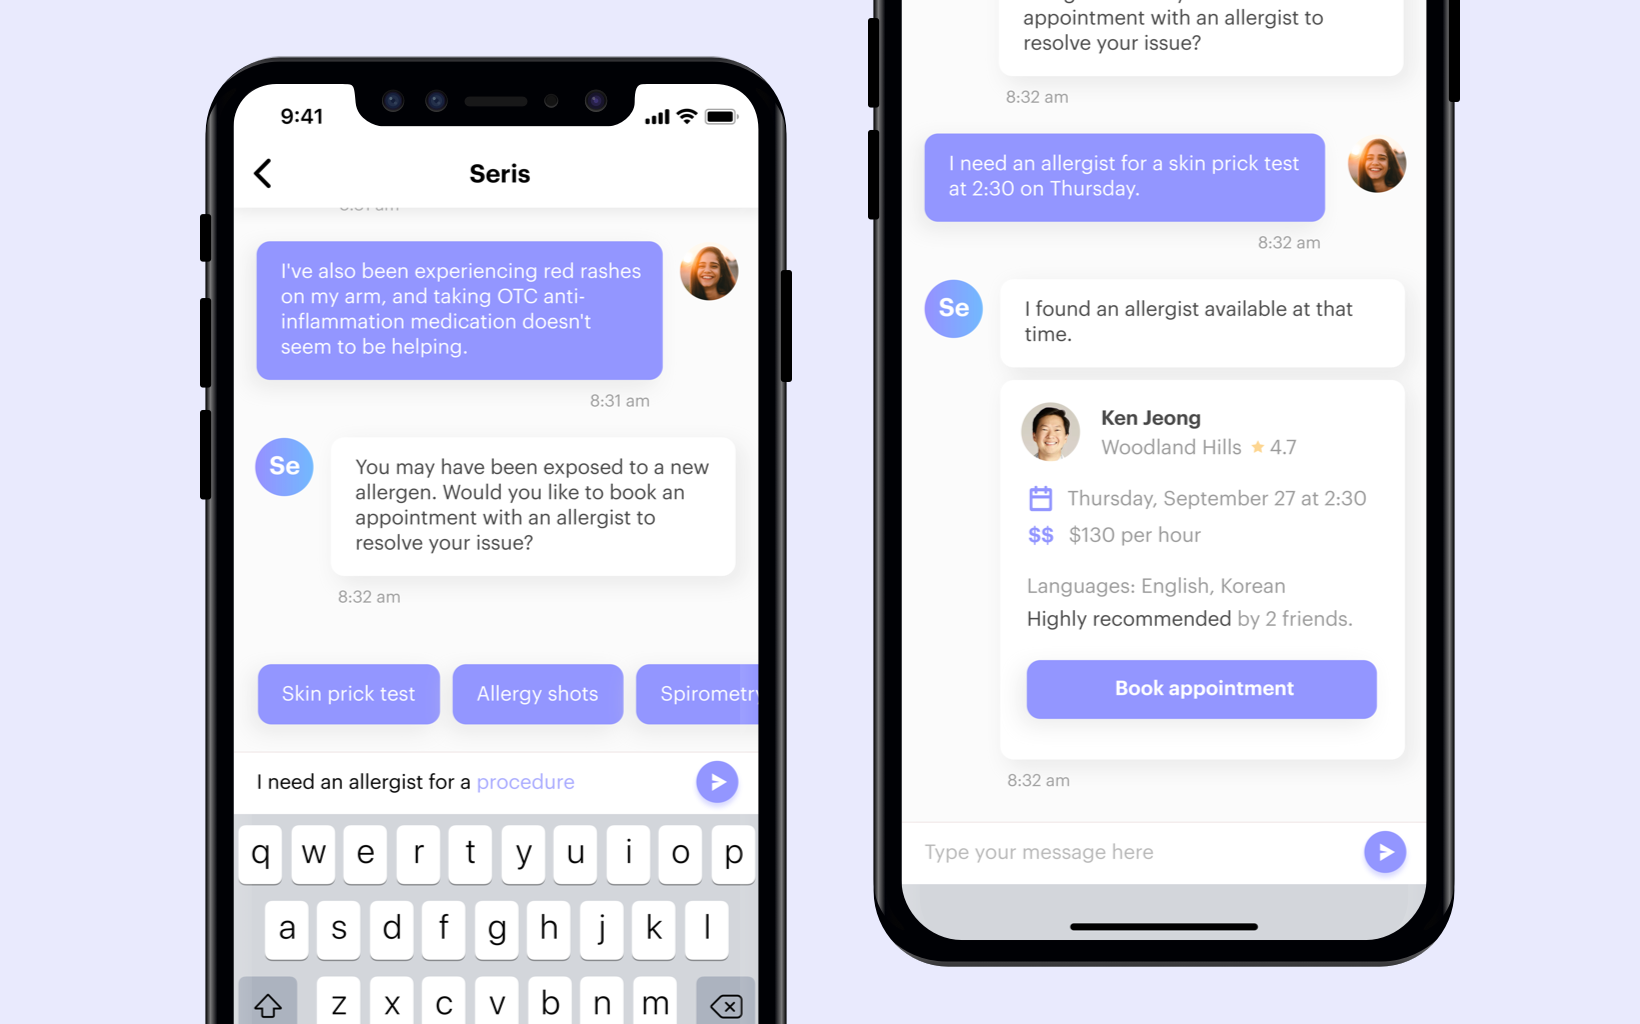 9:41
Seris
I've also been experiencing red rashes
on my arm, and taking OTC anti-
inflammation medication doesn't
seem to be helping.
8:31 am
Se
You may have been exposed to a new
allergen. Would you like to book an
appointment with an allergist to
resolve your issue?
8:32 am
Skin prick test
Allergy shots
Spirometry
I need an allergist for a procedure
q w e r t y u i o p
a s d f g h j k l
z x c v b n m
appointment with an allergist to
resolve your issue?
8:32 am
I need an allergist for a skin prick test
at 2:30 on Thursday.
8:32 am
Se
I found an allergist available at that
time.
Ken Jeong
Woodland Hills ★ 4.7
Thursday, September 27 at 2:30
$$ $130 per hour
Languages: English, Korean
Highly recommended by 2 friends.
Book appointment
8:32 am
Type your message here